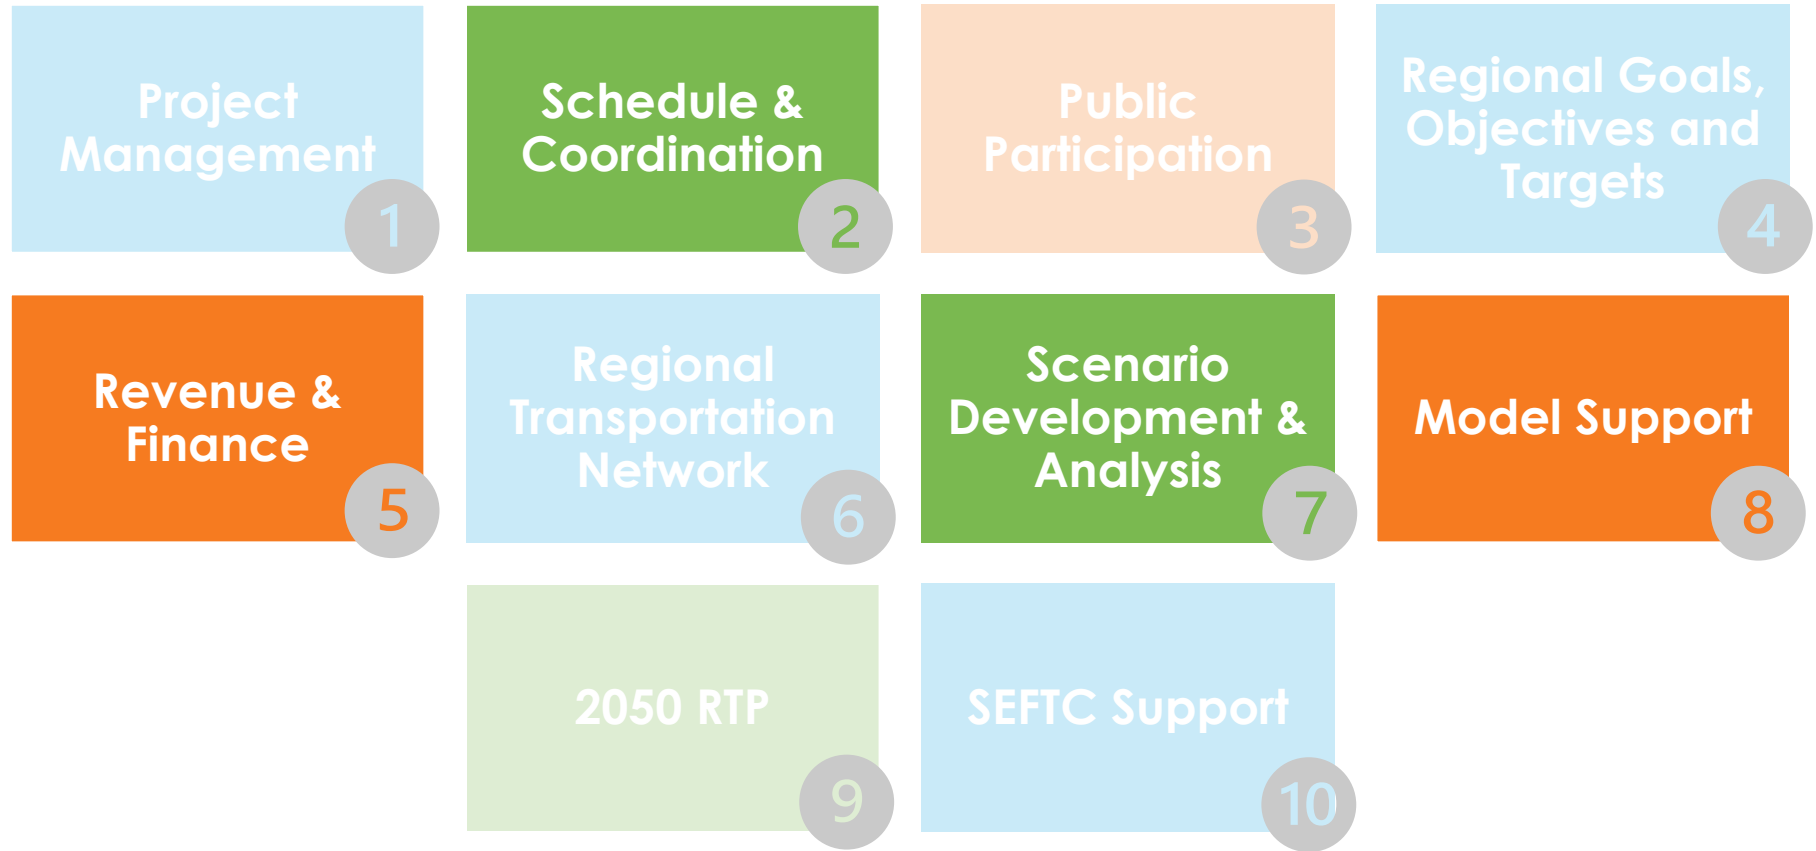 Project
Management
1
Schedule &
Coordination
2
Public
Participation
3
Regional Goals,
Objectives and
Targets
4
Revenue &
Finance
5
Regional
Transportation
Network
6
Scenario
Development &
Analysis
7
Model Support
8
2050 RTP
9
SEFTC Support
10